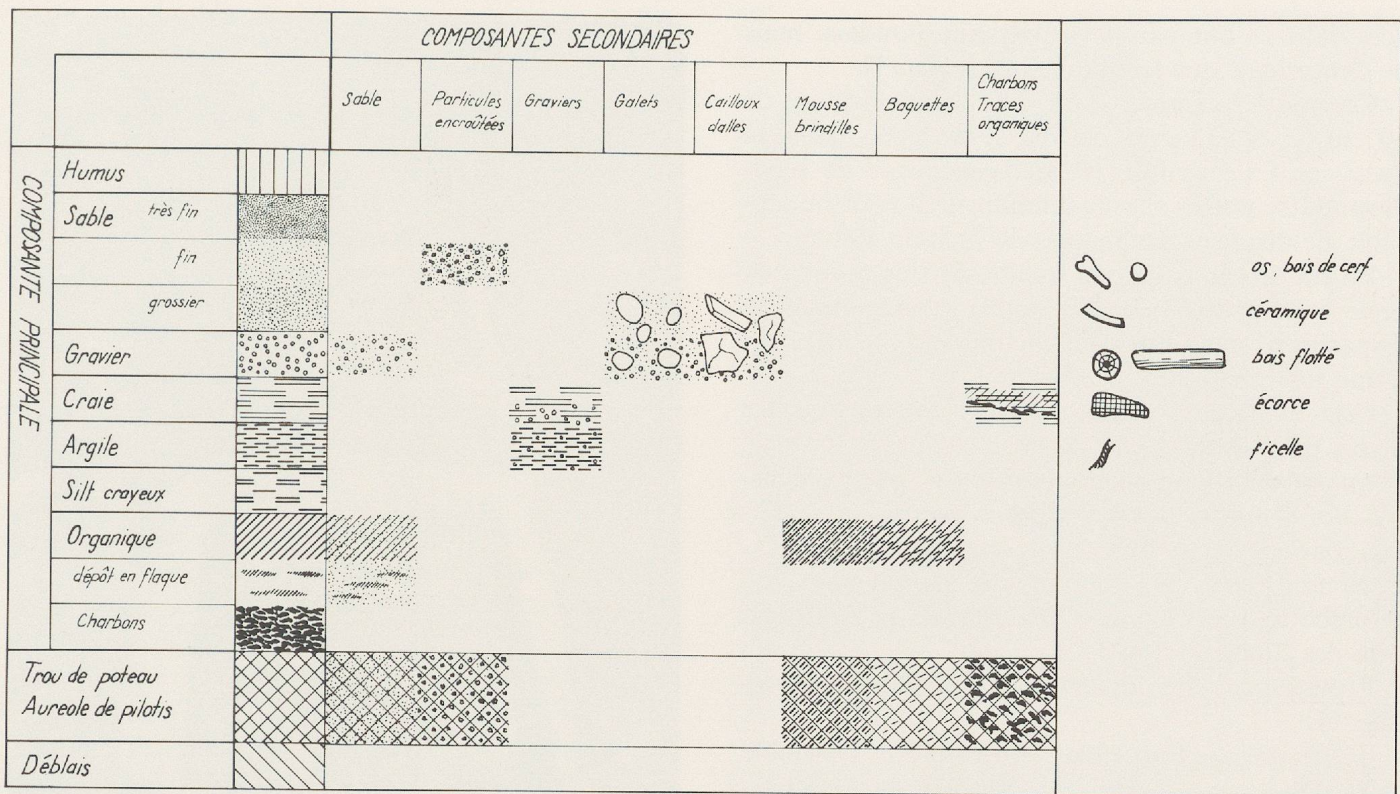 COMPOSANTES SECONDAIRES
Sable
Particules
encroûtées
Graviers
Galets
Cailloux
dalles
Mousse
brindilles
Baguettes
Charbons
Traces
organiques
COMPOSANTE PRINCIPALE
Humus
Sable très fin
fin
grossier
Gravier
Craie
Argile
Silt crayeux
Organique
dépôt en flaque
Charbons
Trou de poteau
Aureole de pilotis
Déblais
os, bois de cerf
céramique
bois flotté
écorce
ficelle